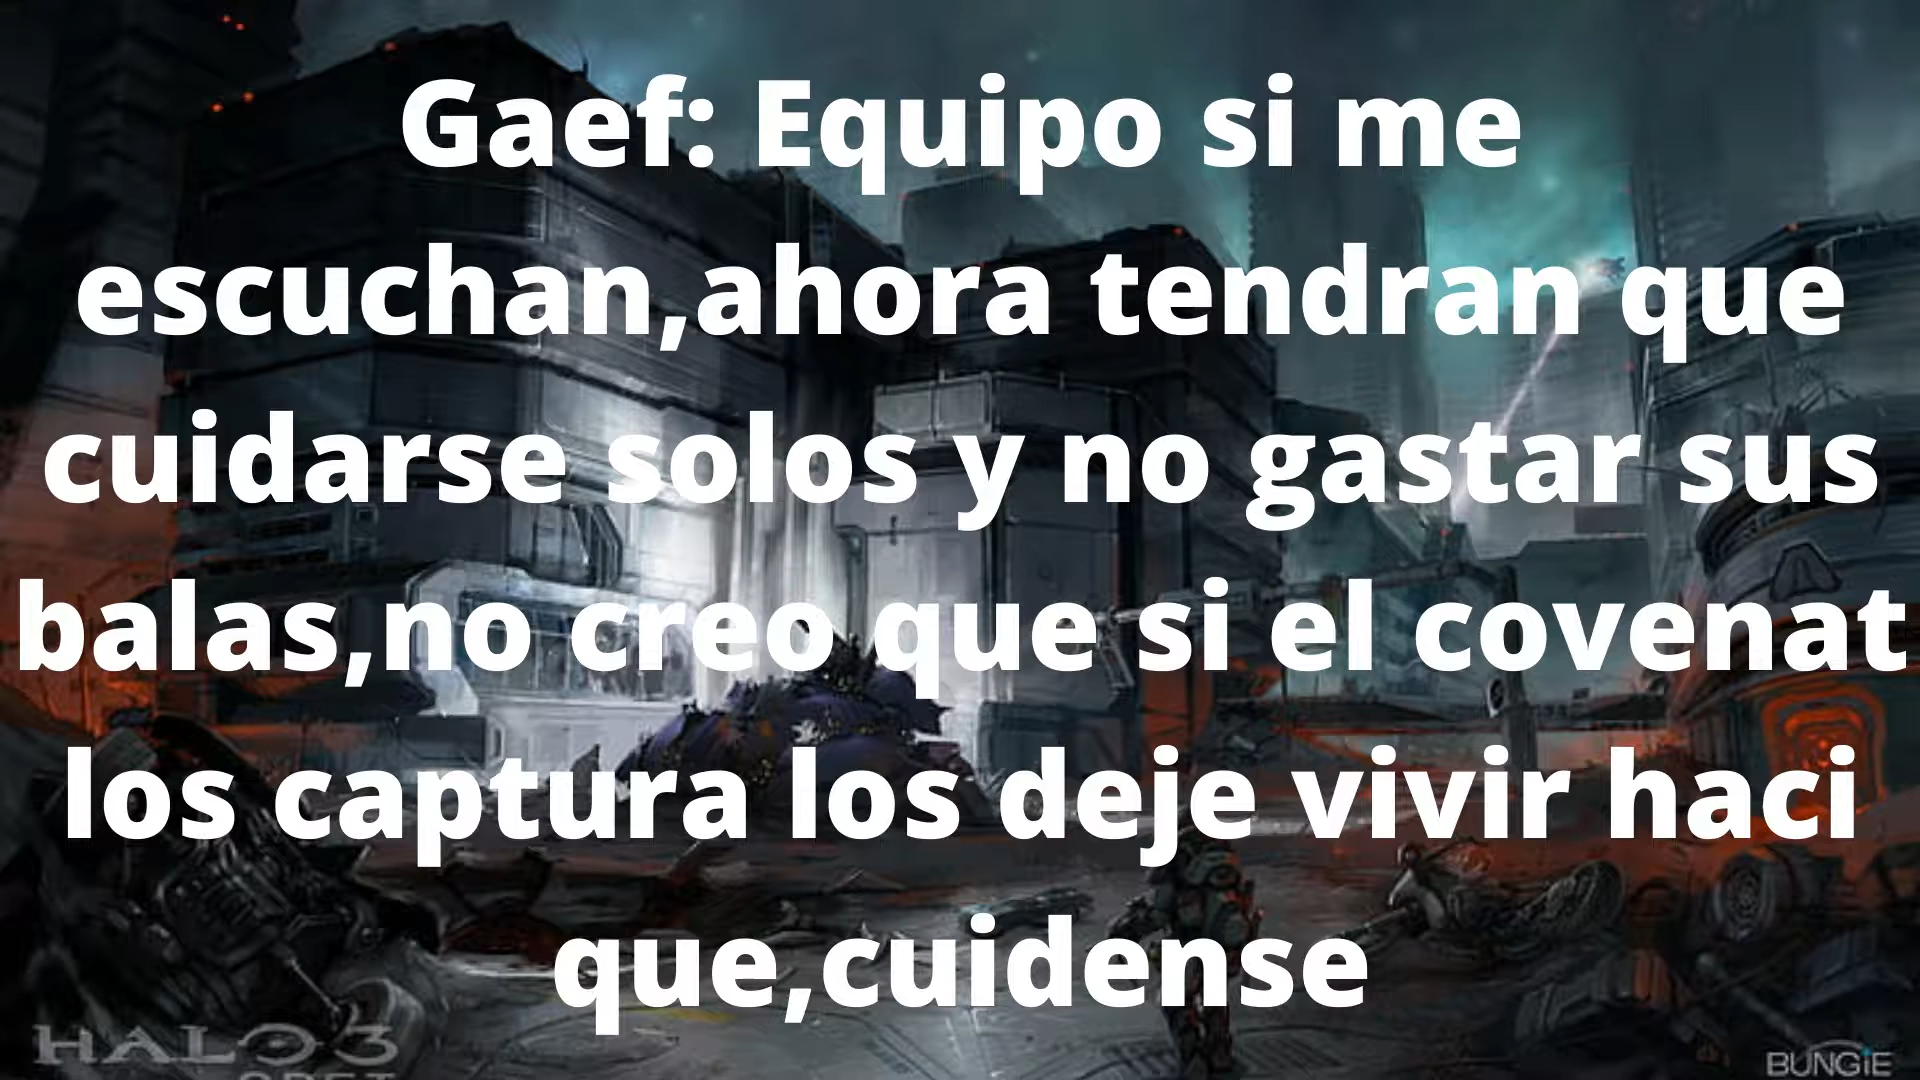 Gaef: Equipo si me
escuchan,ahora tendran que
cuidarse solos y no gastar sus
balas,no creo que si el covenat
los captura los deje vivir haci
que,cuidense
HALO 3
ODST
BUNGiE